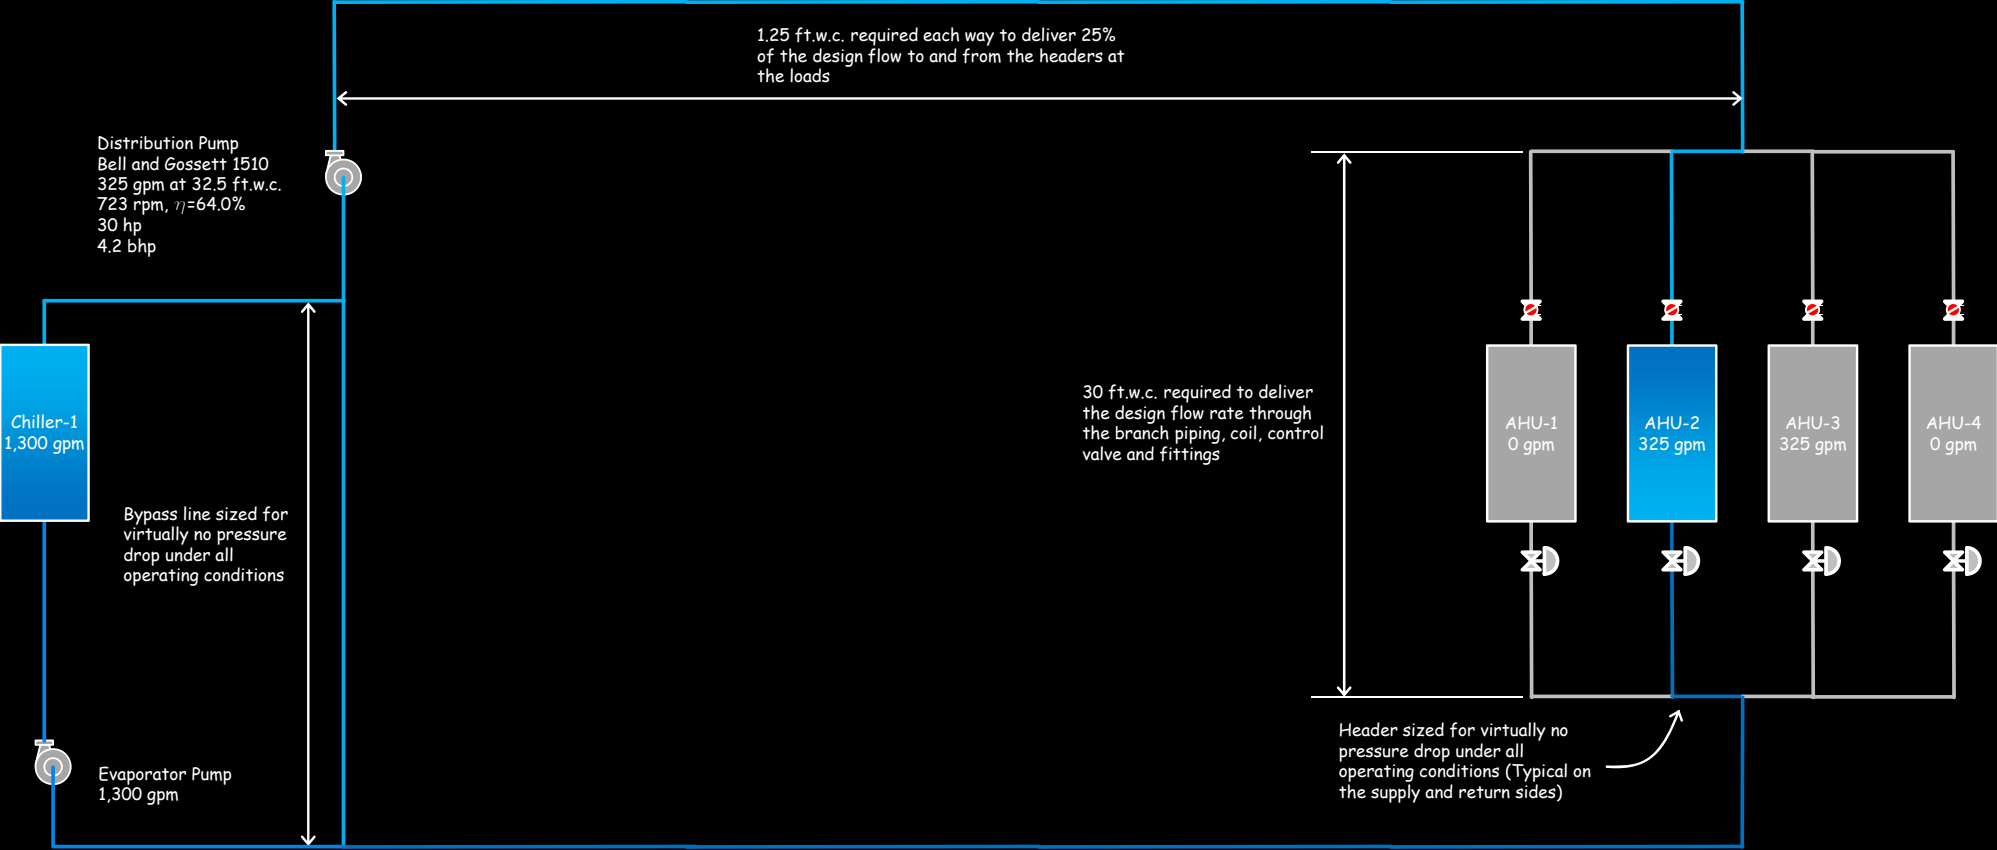 1.25 ft.w.c. required each way to deliver 25%
of the design flow to and from the headers at
the loads
Distribution Pump
Bell and Gossett 1510
325 gpm at 32.5 ft.w.c.
723 rpm, η=64.0%
30 hp
4.2 bhp
30 ft.w.c. required to deliver
the design flow rate through
the branch piping, coil, control
valve and fittings
Chiller-1
1,300 gpm
AHU-1
0 gpm
AHU-2
325 gpm
AHU-3
325 gpm
AHU-4
0 gpm
Bypass line sized for
virtually no pressure
drop under all
operating conditions
Header sized for virtually no
pressure drop under all
operating conditions (Typical on
the supply and return sides)
Evaporator Pump
1,300 gpm